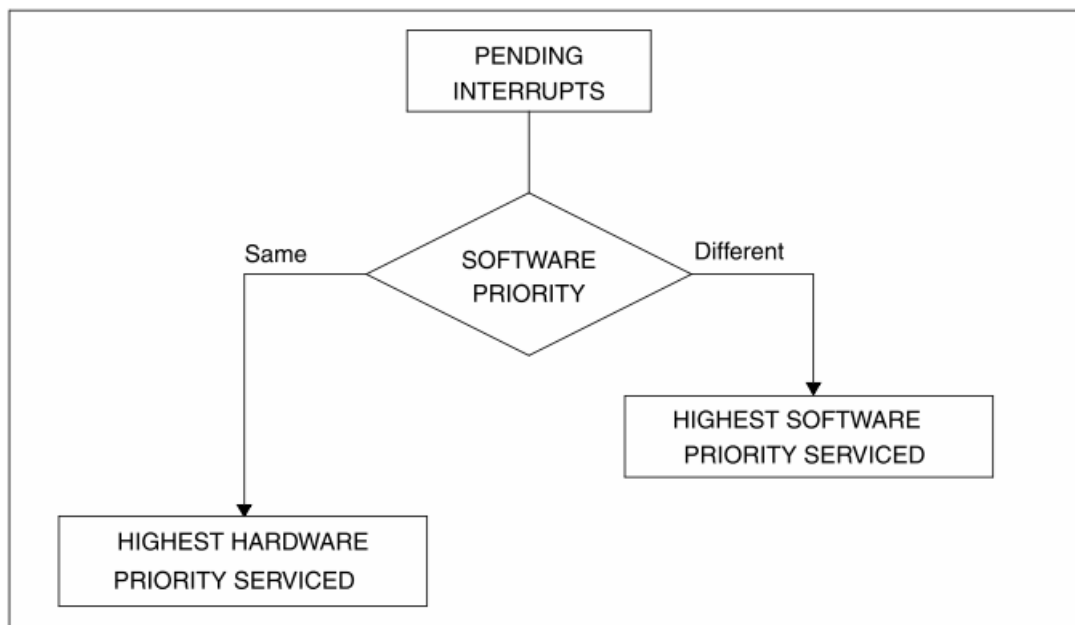 PENDING
INTERRUPTS
Same
Different
SOFTWARE
PRIORITY
HIGHEST SOFTWARE
PRIORITY SERVICED
HIGHEST HARDWARE
PRIORITY SERVICED